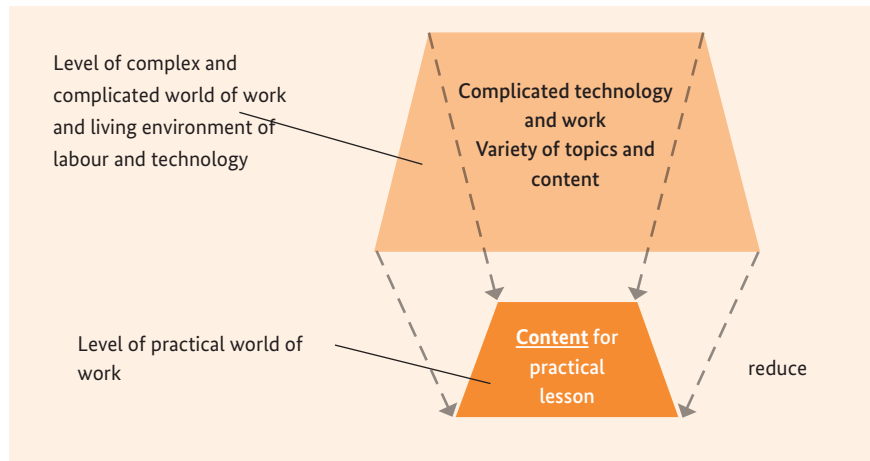 Level of complex and
complicated world of work
and living environment of
labour and technology
Complicated technology
and work
Variety of topics and
content
Level of practical world of
work
Content for
practical
lesson
reduce